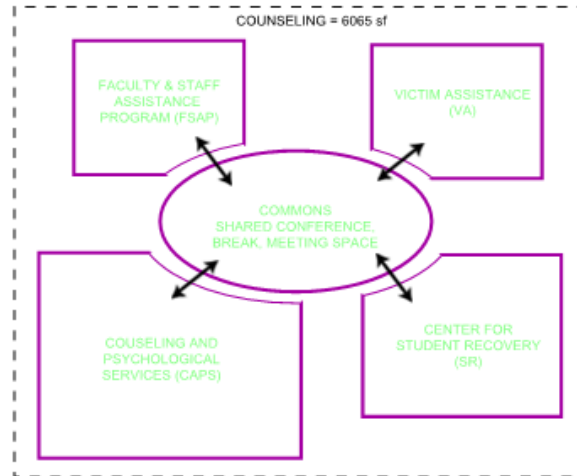 COUNSELING = 6065 sf
FACULTY & STAFF
ASSISTANCE
PROGRAM (FSAP)
VICTIM ASSISTANCE
(VA)
COMMONS
SHARED CONFERENCE,
BREAK, MEETING SPACE
COUSELING AND
PSYCHOLOGICAL
SERVICES (CAPS)
CENTER FOR
STUDENT RECOVERY
(SR)